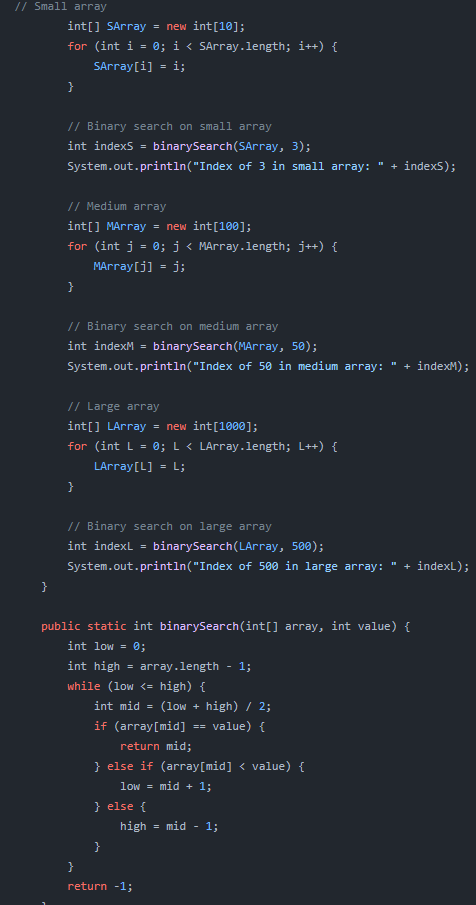 // Small array
        int[] SArray = new int[10];
        for (int i = 0; i < SArray.length; i++) {
            SArray[i] = i;
        }

        // Binary search on small array
        int indexS = binarySearch(SArray, 3);
        System.out.println("Index of 3 in small array: " + indexS);

        // Medium array
        int[] MArray = new int[100];
        for (int j = 0; j < MArray.length; j++) {
            MArray[j] = j;
        }

        // Binary search on medium array
        int indexM = binarySearch(MArray, 50);
        System.out.println("Index of 50 in medium array: " + indexM);

        // Large array
        int[] LArray = new int[1000];
        for (int L = 0; L < LArray.length; L++) {
            LArray[L] = L;
        }

        // Binary search on large array
        int indexL = binarySearch(LArray, 500);
        System.out.println("Index of 500 in large array: " + indexL);
    }

    public static int binarySearch(int[] array, int value) {
        int low = 0;
        int high = array.length - 1;
        while (low <= high) {
            int mid = (low + high) / 2;
            if (array[mid] == value) {
                return mid;
            } else if (array[mid] < value) {
                low = mid + 1;
            } else {
                high = mid - 1;
            }
        }
        return -1;
    }